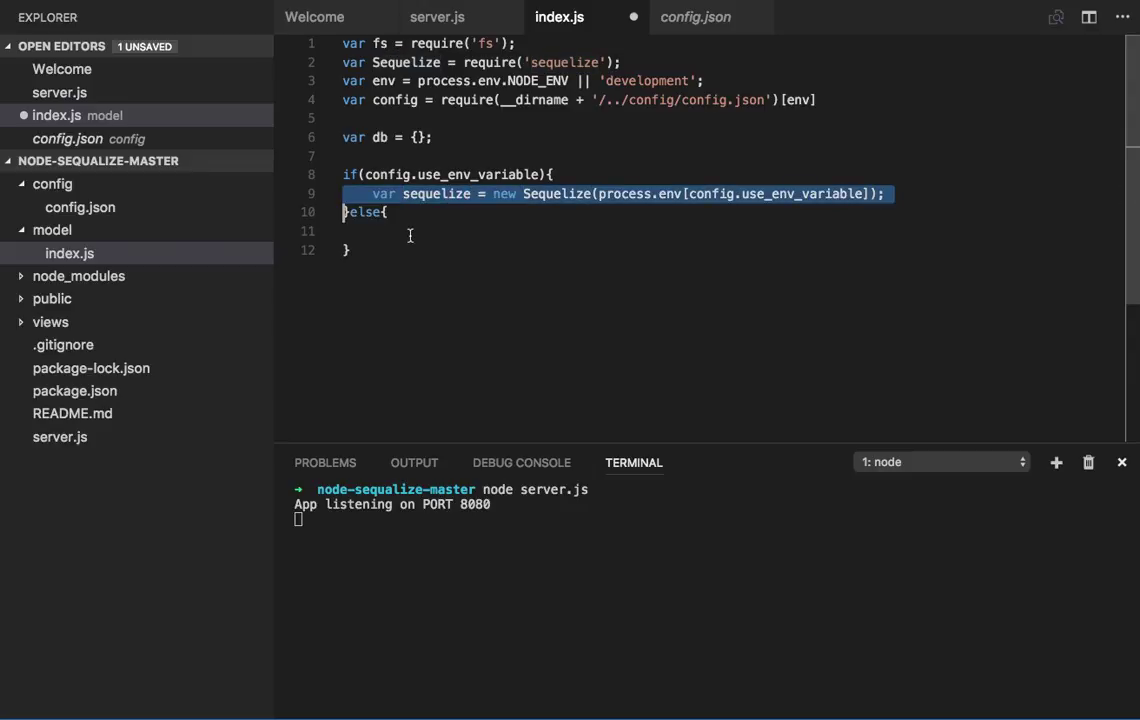 EXPLORER
OPEN EDITORS 1 UNSAVED
Welcome
server.js
index.js model
config.json config
NODE-SEQUALIZE-MASTER
config
config.json
model
index.js
node_modules
public
views
.gitignore
package-lock.json
package.json
README.md
server.js
Welcome server.js index.js config.json
1 var fs = require('fs');
2 var Sequelize = require('sequelize');
3 var env = process.env.NODE_ENV || 'development';
4 var config = require(__dirname + '/../config/config.json')[env]
5
6 var db = {};
7
8 if(config.use_env_variable){
9 var sequelize = new Sequelize(process.env[config.use_env_variable]);
10 }else{
11
12 }
PROBLEMS OUTPUT DEBUG CONSOLE TERMINAL 1: node
➜ node-sequalize-master node server.js
App listening on PORT 8080